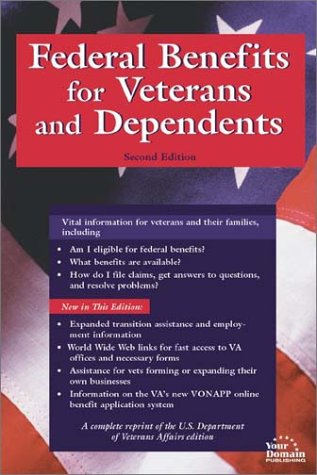 Federal Benefits
for Veterans
and Dependents
Second Edition
Vital information for veterans and their families,
including
• Am I eligible for federal benefits?
• What benefits are available?
• How do I file claims, get answers to questions,
and resolve problems?
New in This Edition:
• Expanded transition assistance and employ-
ment information
• World Wide Web links for fast access to VA
offices and necessary forms
• Assistance for vets forming or expanding their
own businesses
• Information on the VA's new VONAPP online
benefit application system
A complete reprint of the U.S. Department
of Veterans Affairs edition
Your
Domain
PUBLISHING